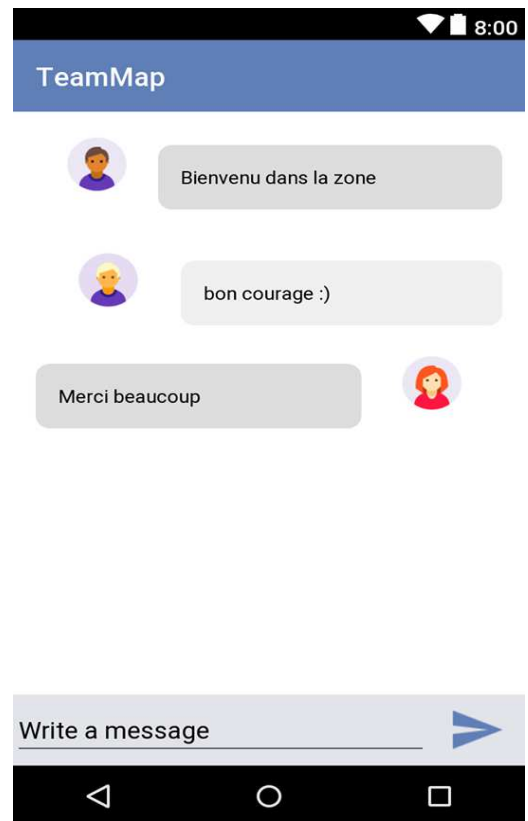 8:00
TeamMap
Bienvenu dans la zone
bon courage :)
Merci beaucoup
Write a message